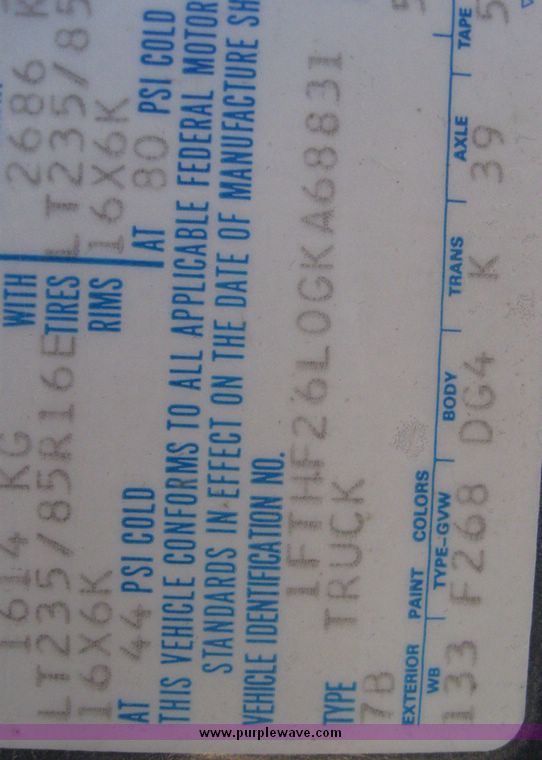 1614 KG WITH 2686 K
LT235/85R16E TIRES LT235/85
16X6K RIMS 16X6K
AT 44 PSI COLD AT 80 PSI COLD
THIS VEHICLE CONFORMS TO ALL APPLICABLE FEDERAL MOTOR
STANDARDS IN EFFECT ON THE DATE OF MANUFACTURE SH
VEHICLE IDENTIFICATION NO.
1FTHF26L0GKA68831
TYPE TRUCK
7B
EXTERIOR PAINT COLORS
WB TYPE-GVW BODY TRANS AXLE TAPE
133 F268 DG4 K 39 5
www.purplewave.com